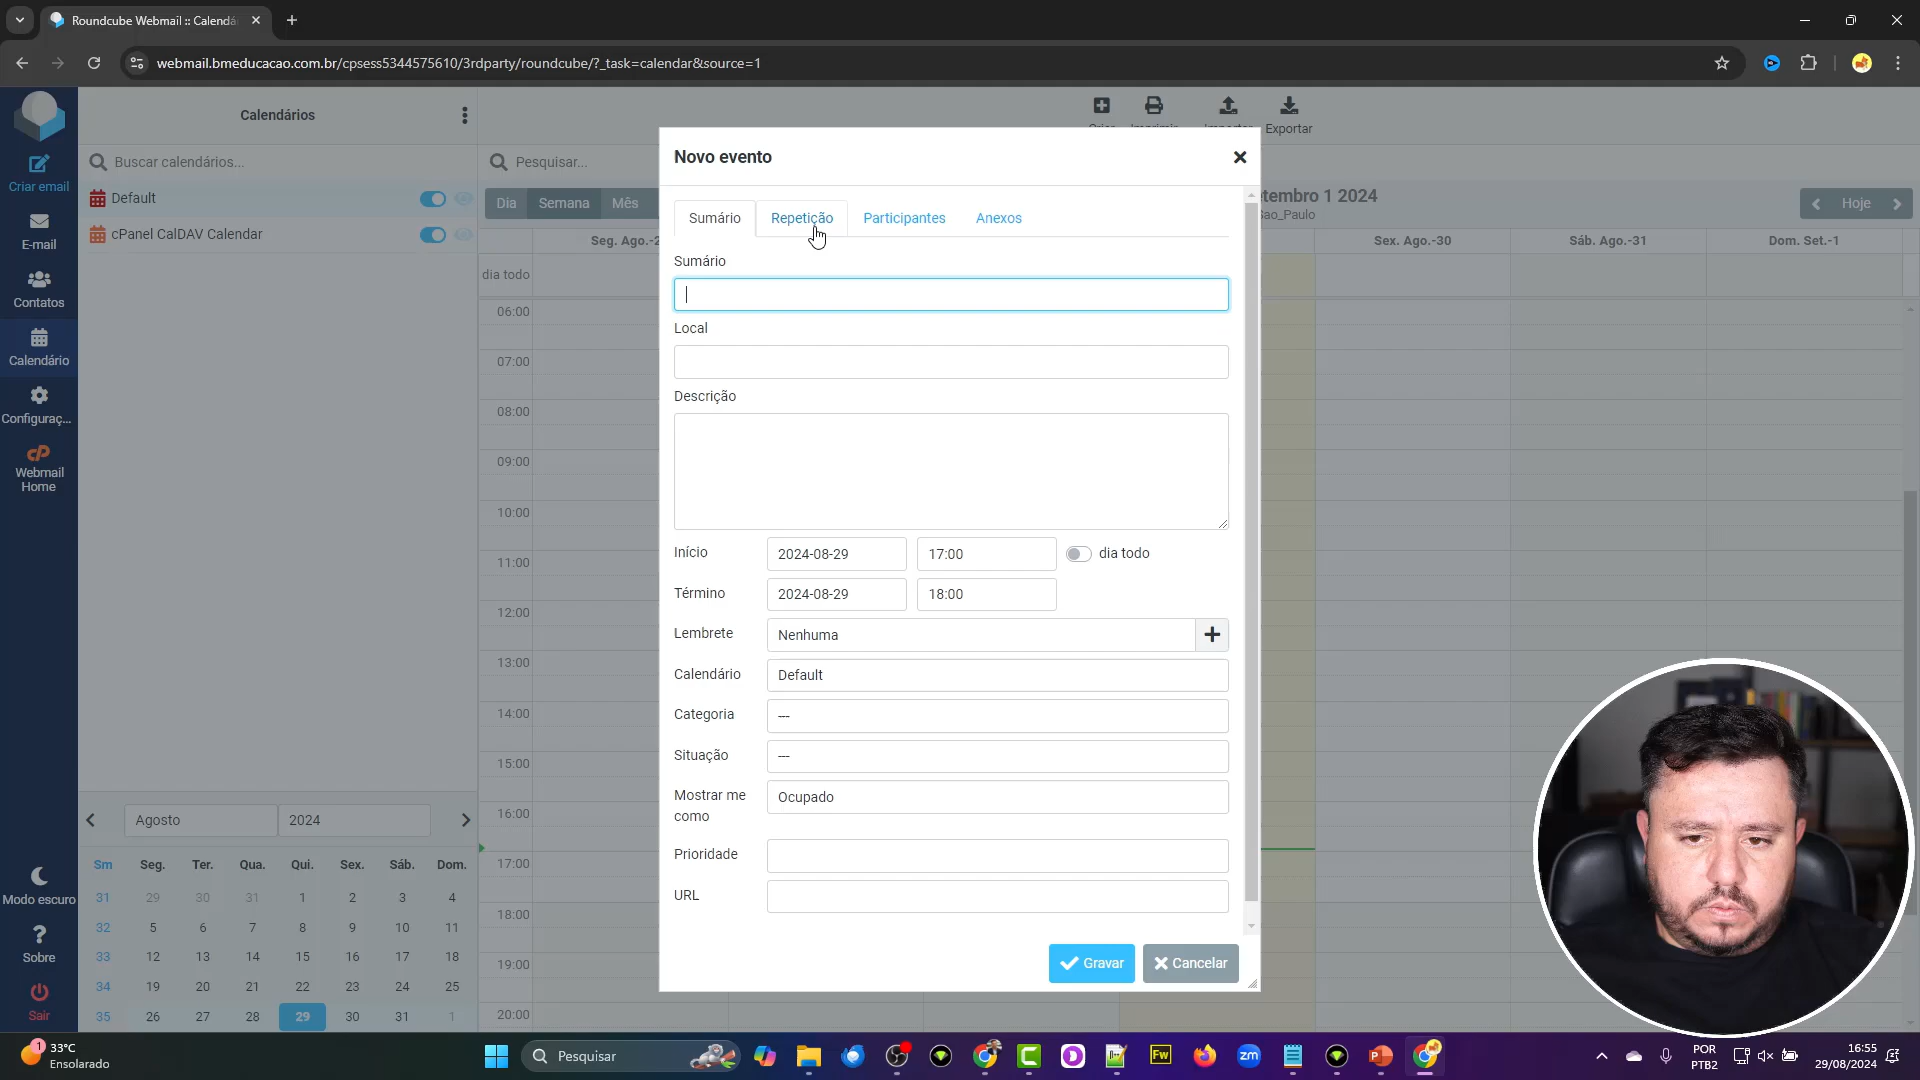 Roundcube Webmail :: Calendá
webmail.bmeducacao.com.br/cpsess5344575610/3rdparty/roundcube/?_task=calendar&source=1
Criar email
E-mail
Contatos
Calendário
Configuraç...
cP
Webmail
Home
Modo escuro
Sobre
Sair
Calendários
Buscar calendários...
Default
cPanel CalDAV Calendar
Agosto 2024
Sm Seg. Ter. Qua. Qui. Sex. Sáb. Dom.
31 29 30 31 1 2 3 4
32 5 6 7 8 9 10 11
33 12 13 14 15 16 17 18
34 19 20 21 22 23 24 25
35 26 27 28 29 30 31 1
Exportar
Pesquisar...
Dia Semana Mês
tembro 1 2024
Hoje
Seg. Ago.-2
Sex. Ago.-30
Sáb. Ago.-31
Dom. Set.-1
dia todo
06:00
07:00
08:00
09:00
10:00
11:00
12:00
13:00
14:00
15:00
16:00
17:00
18:00
19:00
20:00
Novo evento
Sumário Repetição Participantes Anexos
Sumário
Local
Descrição
Início 2024-08-29 17:00 dia todo
Término 2024-08-29 18:00
Lembrete Nenhuma
Calendário Default
Categoria ---
Situação ---
Mostrar me
como Ocupado
Prioridade
URL
Gravar Cancelar
1
33°C
Ensolarado
Pesquisar
Fw
zm
POR
PTB2
16:55
29/08/2024